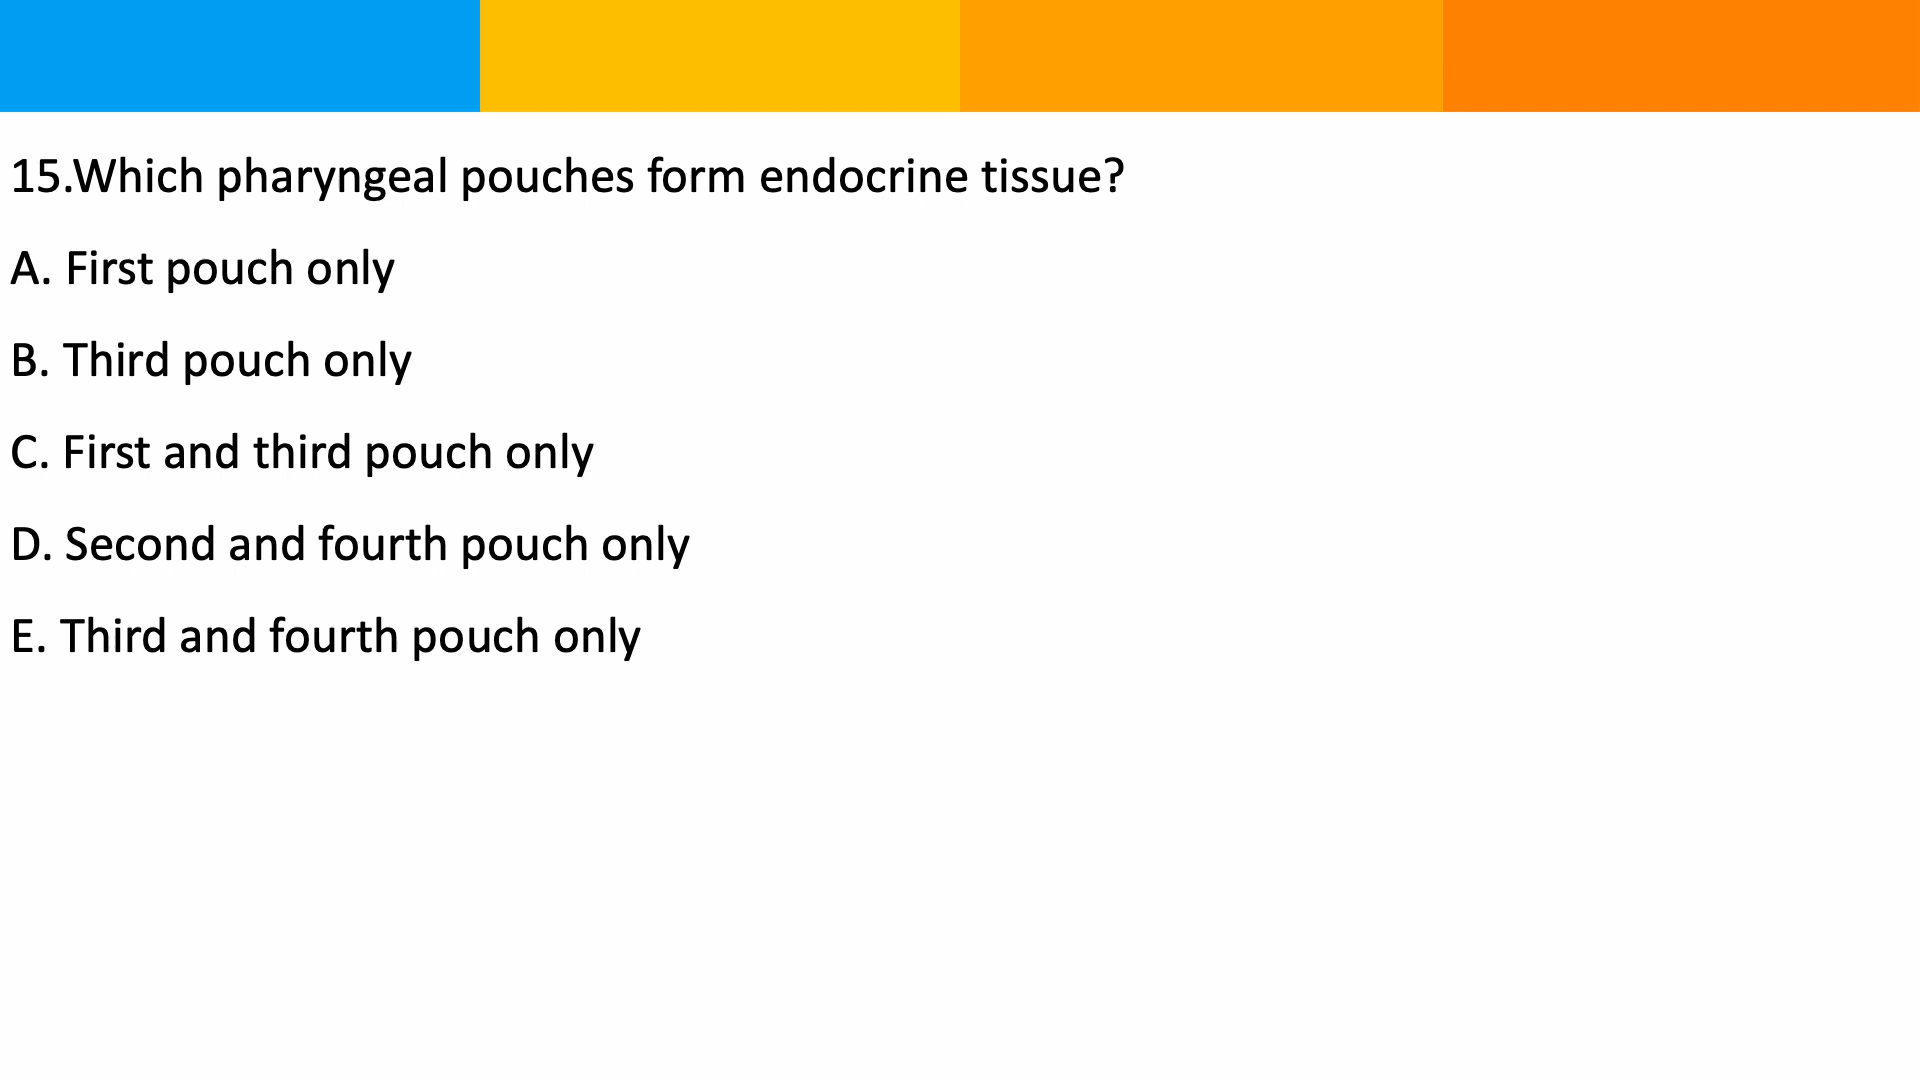 15.Which pharyngeal pouches form endocrine tissue?
A. First pouch only
B. Third pouch only
C. First and third pouch only
D. Second and fourth pouch only
E. Third and fourth pouch only